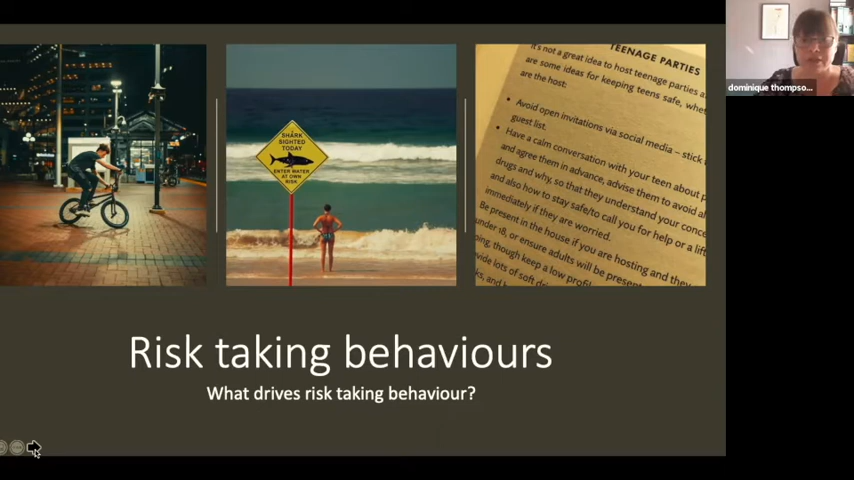 dominique thompso...
SHARK
SIGHTED
TODAY
ENTER WATER
AT OWN
RISK
TEENAGE PARTIES
It's not a great idea to host teenage parties
are some ideas for keeping teens safe,
are the host:
• Avoid open invitations via social media – stick
guest list.
• Have a calm conversation with your teen about
and agree them in advance, advise them to avoid
drugs and why, so that they understand your
and also how to stay safe/to call you for help or a lift
immediately if they are worried.
Be present in the house if you are hosting and they
under 18, or ensure adults will be
though keep a low
lots of soft
and
Risk taking behaviours
What drives risk taking behaviour?